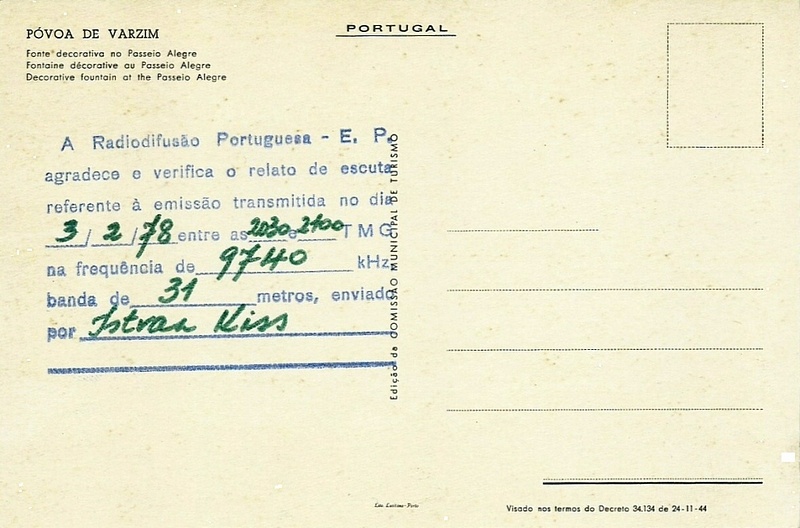 PÓVOA DE VARZIM
Fonte decorativa no Passeio Alegre
Fontaine décorative au Passeio Alegre
Decorative fountain at the Passeio Alegre
PORTUGAL
A Radiodifusão Portuguesa - E. P.
agradece e verifica o relato de escuta
referente à emissão transmitida no dia
3 / 2 / 78 entre as 2030 e 2100 T M G
na frequência de 9740 kHz,
banda de 31 metros, enviado
por Istvan Kiss
Edição da COMISSÃO MUNICIPAL DE TURISMO
Visado nos termos do Decreto 34.134 de 24-11-44